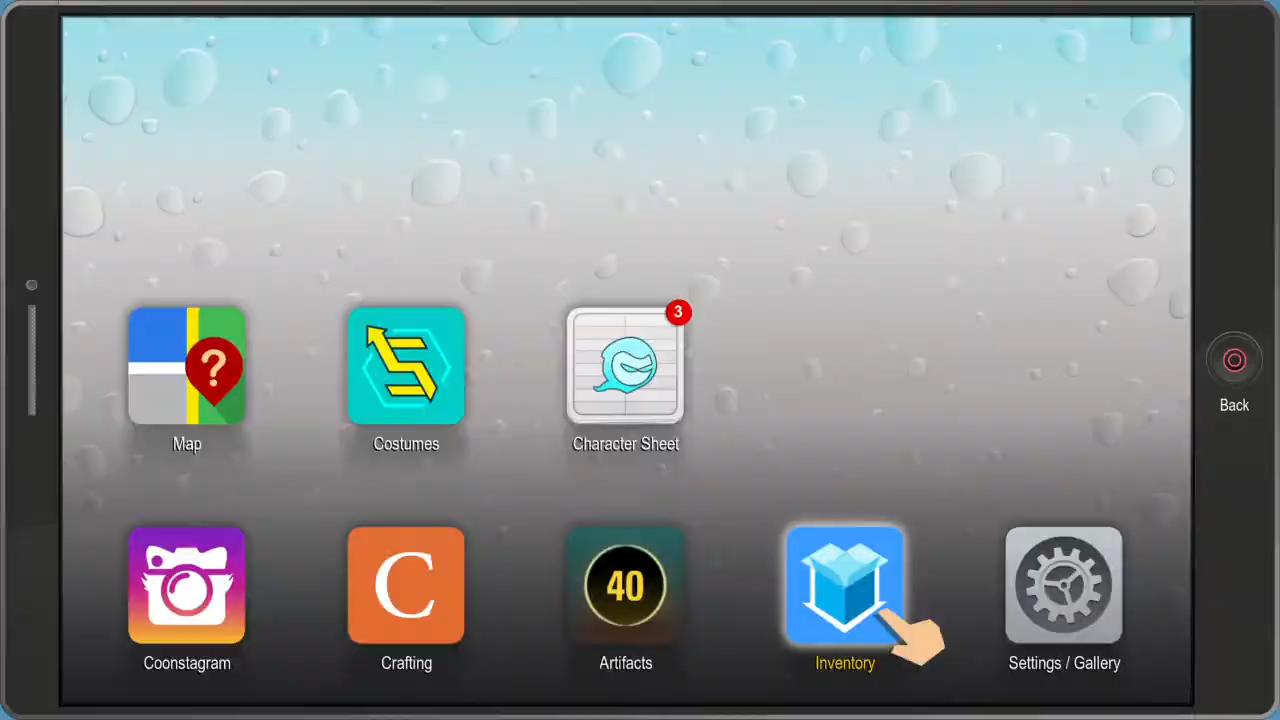 3
?
Map
Costumes
Character Sheet
Back
C
40
Coonstagram
Crafting
Artifacts
Inventory
Settings / Gallery